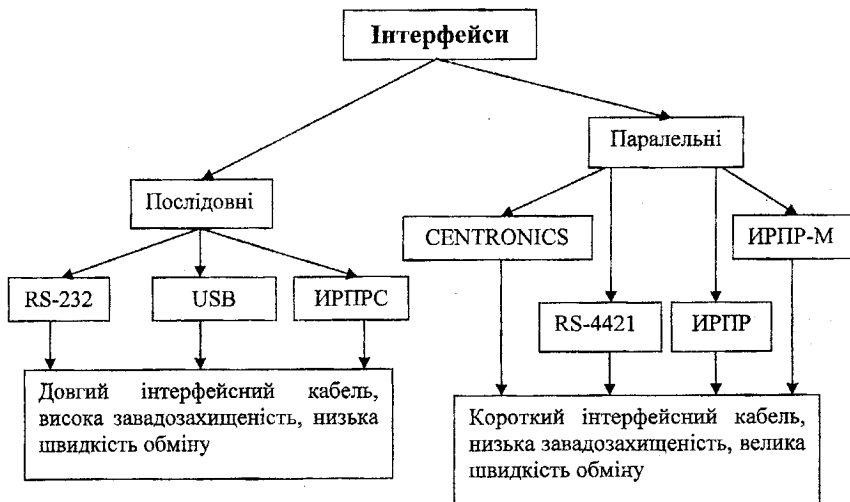 Інтерфейси
Паралельні
Послідовні
CENTRONICS
ИРПР-М
RS-232
USB
ИРПРС
RS-4421
ИРПР
Довгий інтерфейсний кабель,
висока завадозахищеність, низька
швидкість обміну
Короткий інтерфейсний кабель,
низька завадозахищеність, велика
швидкість обміну